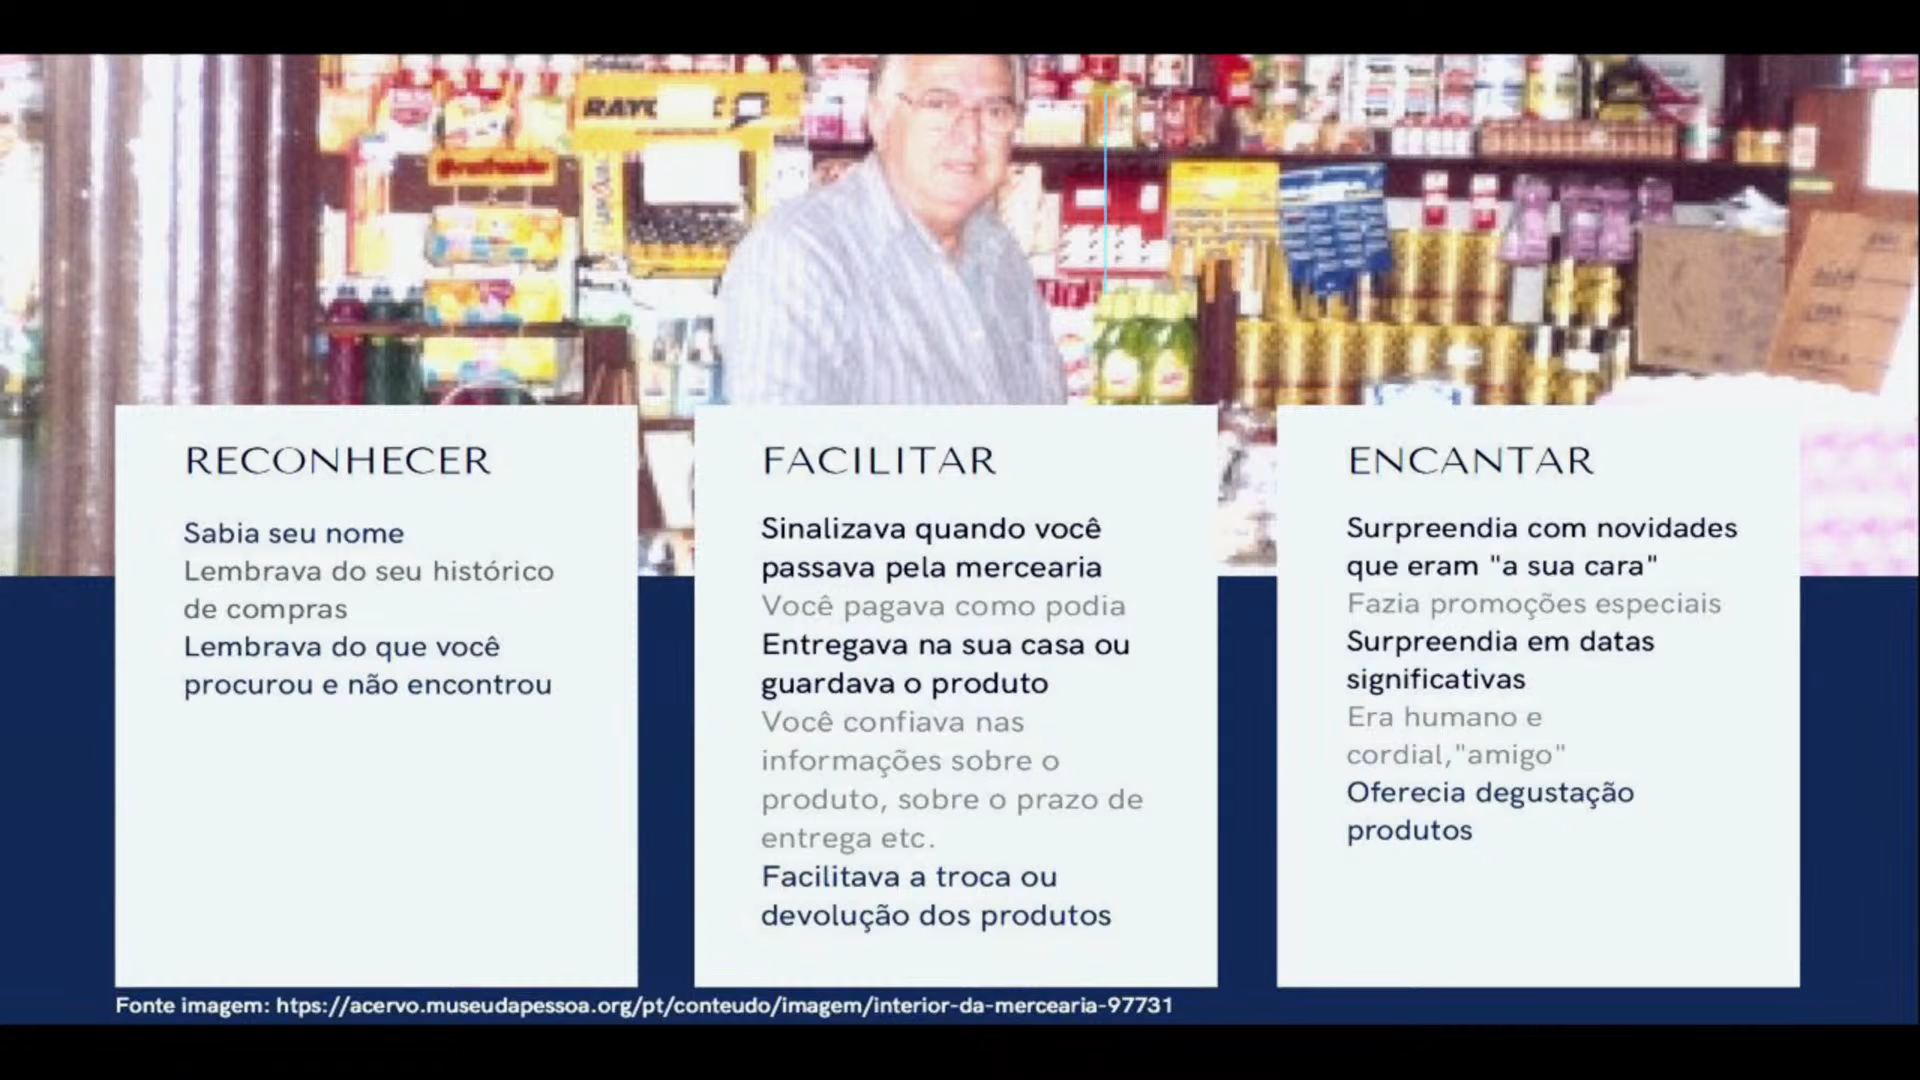 RAYO
RECONHECER
Sabia seu nome
Lembrava do seu histórico
de compras
Lembrava do que você
procurou e não encontrou
FACILITAR
Sinalizava quando você
passava pela mercearia
Você pagava como podia
Entregava na sua casa ou
guardava o produto
Você confiava nas
informações sobre o
produto, sobre o prazo de
entrega etc.
Facilitava a troca ou
devolução dos produtos
ENCANTAR
Surpreendia com novidades
que eram "a sua cara"
Fazia promoções especiais
Surpreendia em datas
significativas
Era humano e
cordial,"amigo"
Oferecia degustação
produtos
Fonte imagem: htps://acervo.museudapessoa.org/pt/conteudo/imagem/interior-da-mercearia-97731